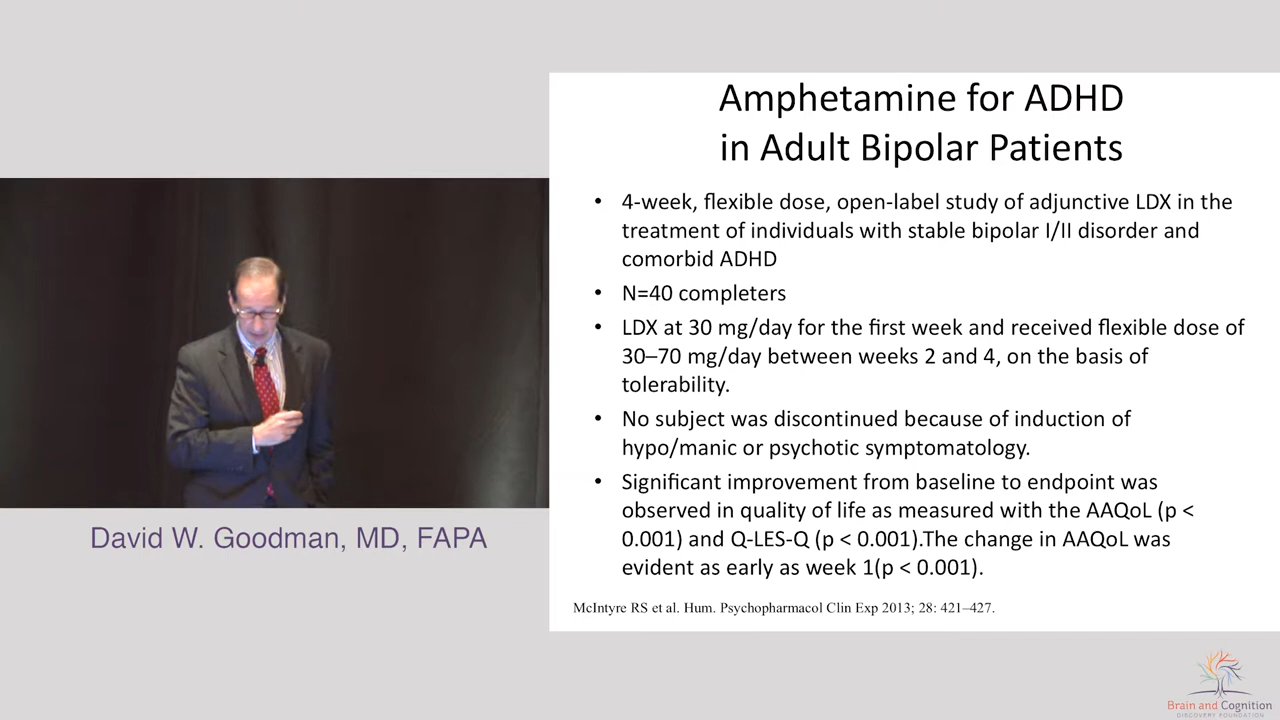 Amphetamine for ADHD
in Adult Bipolar Patients
• 4-week, flexible dose, open-label study of adjunctive LDX in the
treatment of individuals with stable bipolar I/II disorder and
comorbid ADHD
• N=40 completers
• LDX at 30 mg/day for the first week and received flexible dose of
30–70 mg/day between weeks 2 and 4, on the basis of
tolerability.
• No subject was discontinued because of induction of
hypo/manic or psychotic symptomatology.
• Significant improvement from baseline to endpoint was
observed in quality of life as measured with the AAQoL (p <
0.001) and Q-LES-Q (p < 0.001).The change in AAQoL was
evident as early as week 1(p < 0.001).
McIntyre RS et al. Hum. Psychopharmacol Clin Exp 2013; 28: 421–427.
David W. Goodman, MD, FAPA
Brain and Cognition
DISCOVERY FOUNDATION